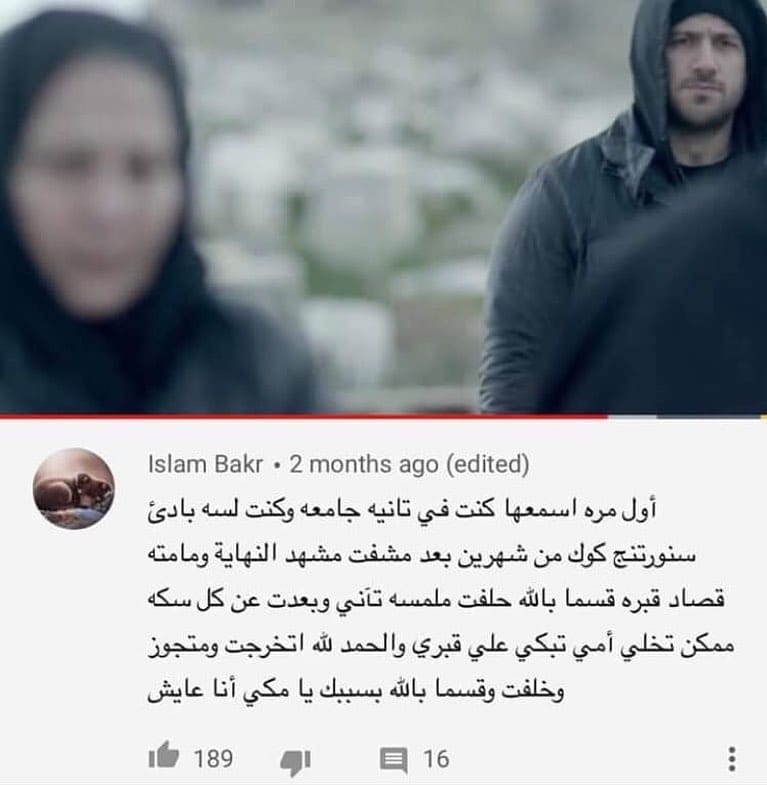 Islam Bakr • 2 months ago (edited)
أول مره اسمعها كنت في تانيه جامعه وكنت لسه بادئ
سنورتنج كوك من شهرين بعد مشفت مشهد النهاية ومامته
قصاد قبره قسما بالله حلفت ملمسه تآني وبعدت عن كل سكه
ممكن تخلي أمي تبكي علي قبري والحمد لله اتخرجت ومتجوز
وخلفت وقسما بالله بسببك يا مكي أنا عايش
189 16